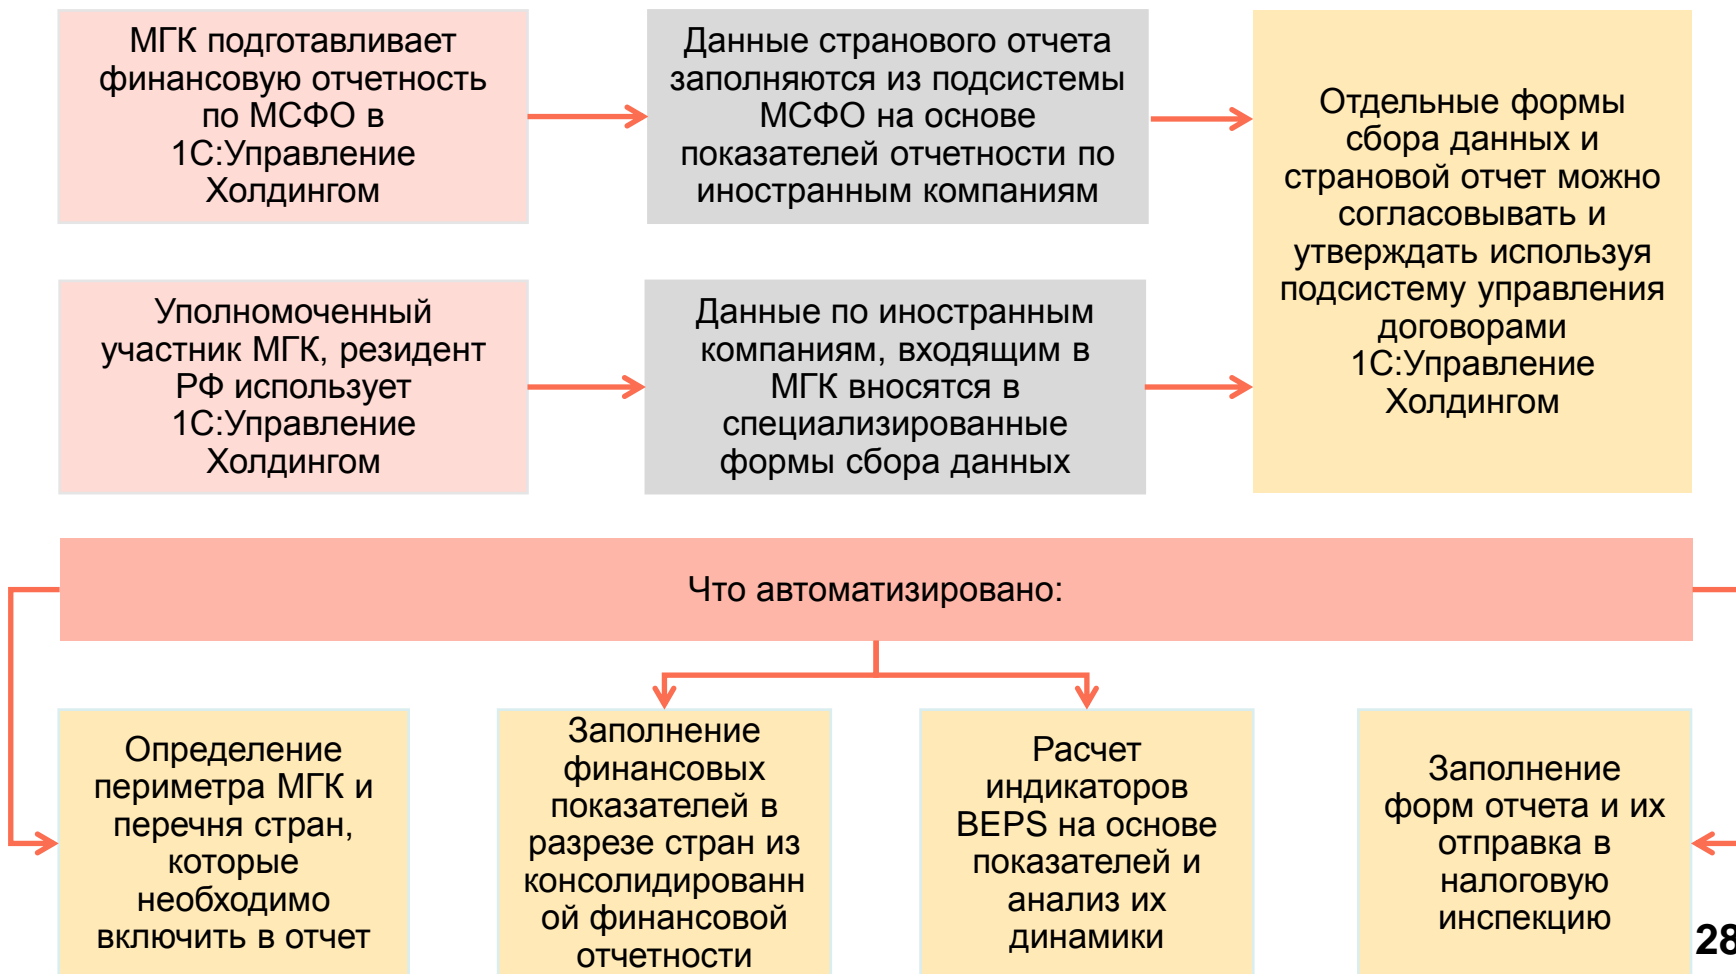 МГК подготавливает
финансовую отчетность
по МСФО в
1С:Управление
Холдингом
Данные странового отчета
заполняются из подсистемы
МСФО на основе
показателей отчетности по
иностранным компаниям
Отдельные формы
сбора данных и
страновой отчет можно
согласовывать и
утверждать используя
подсистему управления
договорами
1С:Управление
Холдингом
Уполномоченный
участник МГК, резидент
РФ использует
1С:Управление
Холдингом
Данные по иностранным
компаниям, входящим в
МГК вносятся в
специализированные
формы сбора данных
Что автоматизировано:
Определение
периметра МГК и
перечня стран,
которые
необходимо
включить в отчет
Заполнение
финансовых
показателей в
разрезе стран из
консолидированн
ой финансовой
отчетности
Расчет
индикаторов
BEPS на основе
показателей и
анализ их
динамики
Заполнение
форм отчета и их
отправка в
налоговую
инспекцию
28